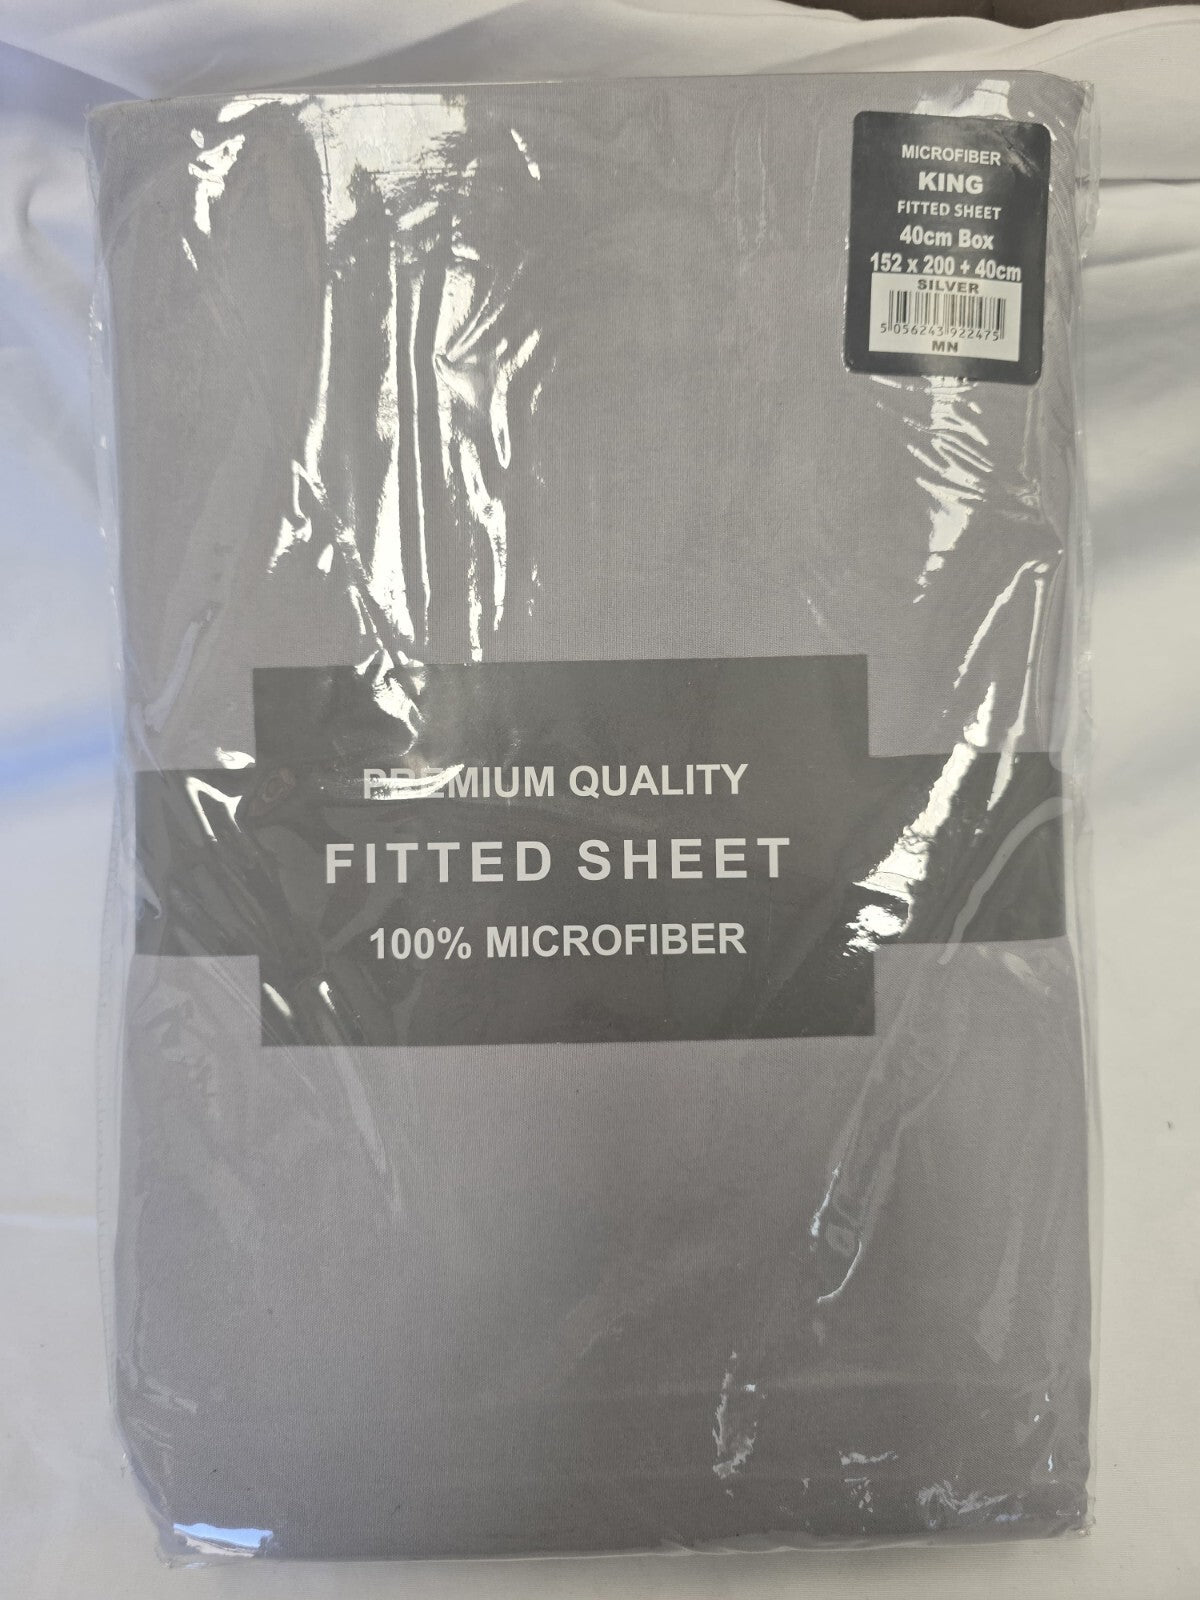 MICROFIBER
KING
FITTED SHEET
40cm Box
152 x 200 + 40cm
SILVER
5 056243 922475
MN
PREMIUM QUALITY
FITTED SHEET
100% MICROFIBER